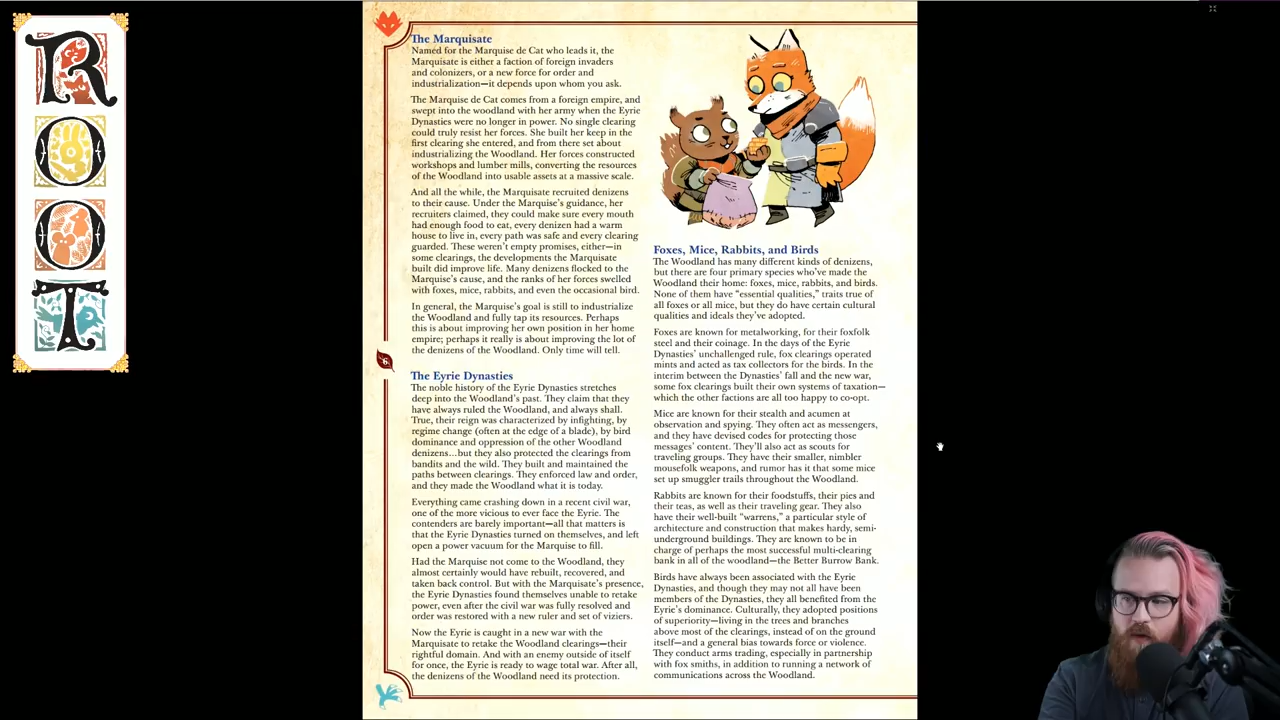 ROOT
The Marquisate
Named for the Marquise de Cat who leads it, the
Marquisate is either a faction of foreign invaders
and colonizers, or a new force for order and
industrialization—it depends upon whom you ask.
The Marquise de Cat comes from a foreign empire, and
swept into the woodland with her army when the Eyrie
Dynasties were no longer in power. No single clearing
could truly resist her forces. She built her keep in the
first clearing she entered, and from there set about
industrializing the Woodland. Her forces constructed
workshops and lumber mills, converting the resources
of the Woodland into usable assets at a massive scale.
And all the while, the Marquisate recruited denizens
to their cause. Under the Marquise's guidance, her
recruiters claimed, they could make sure every mouth
had enough food to eat, every denizen had a warm
house to live in, every path was safe and every clearing
guarded. These weren't empty promises, either—in
some clearings, the developments the Marquisate
built did improve life. Many denizens flocked to the
Marquise's cause, and the ranks of her forces swelled
with foxes, mice, rabbits, and even the occasional bird.
In general, the Marquise's goal is still to industrialize
the Woodland and fully tap its resources. Perhaps
this is about improving her own position in her home
empire; perhaps it really is about improving the lot of
the denizens of the Woodland. Only time will tell.
6
The Eyrie Dynasties
The noble history of the Eyrie Dynasties stretches
deep into the Woodland's past. They claim that they
have always ruled the Woodland, and always shall.
True, their reign was characterized by infighting, by
regime change (often at the edge of a blade), by bird
dominance and oppression of the other Woodland
denizens...but they also protected the clearings from
bandits and the wild. They built and maintained the
paths between clearings. They enforced law and order,
and they made the Woodland what it is today.
Everything came crashing down in a recent civil war,
one of the more vicious to ever face the Eyrie. The
contenders are barely important—all that matters is
that the Eyrie Dynasties turned on themselves, and left
open a power vacuum for the Marquise to fill.
Had the Marquise not come to the Woodland, they
almost certainly would have rebuilt, recovered, and
taken back control. But with the Marquisate's presence,
the Eyrie Dynasties found themselves unable to retake
power, even after the civil war was fully resolved and
order was restored with a new ruler and set of viziers.
Now the Eyrie is caught in a new war with the
Marquisate to retake the Woodland clearings—their
rightful domain. And with an enemy outside of itself
for once, the Eyrie is ready to wage total war. After all,
the denizens of the Woodland need its protection.
Foxes, Mice, Rabbits, and Birds
The Woodland has many different kinds of denizens,
but there are four primary species who've made the
Woodland their home: foxes, mice, rabbits, and birds.
None of them have "essential qualities," traits true of
all foxes or all mice, but they do have certain cultural
qualities and ideals they've adopted.
Foxes are known for metalworking, for their foxfolk
steel and their coinage. In the days of the Eyrie
Dynasties' unchallenged rule, fox clearings operated
mints and acted as tax collectors for the birds. In the
interim between the Dynasties' fall and the new war,
some fox clearings built their own systems of taxation—
which the other factions are all too happy to co-opt.
Mice are known for their stealth and acumen at
observation and spying. They often act as messengers,
and they have devised codes for protecting those
messages' content. They'll also act as scouts for
traveling groups. They have their smaller, nimbler
mousefolk weapons, and rumor has it that some mice
set up smuggler trails throughout the Woodland.
Rabbits are known for their foodstuffs, their pies and
their teas, as well as their traveling gear. They also
have their well-built "warrens," a particular style of
architecture and construction that makes hardy, semi-
underground buildings. They are known to be in
charge of perhaps the most successful multi-clearing
bank in all of the woodland—the Better Burrow Bank.
Birds have always been associated with the Eyrie
Dynasties, and though they may not all have been
members of the Dynasties, they all benefited from the
Eyrie's dominance. Culturally, they adopted positions
of superiority—living in the trees and branches
above most of the clearings, instead of on the ground
itself—and a general bias towards force or violence.
They conduct arms trading, especially in partnership
with fox smiths, in addition to running a network of
communications across the Woodland.